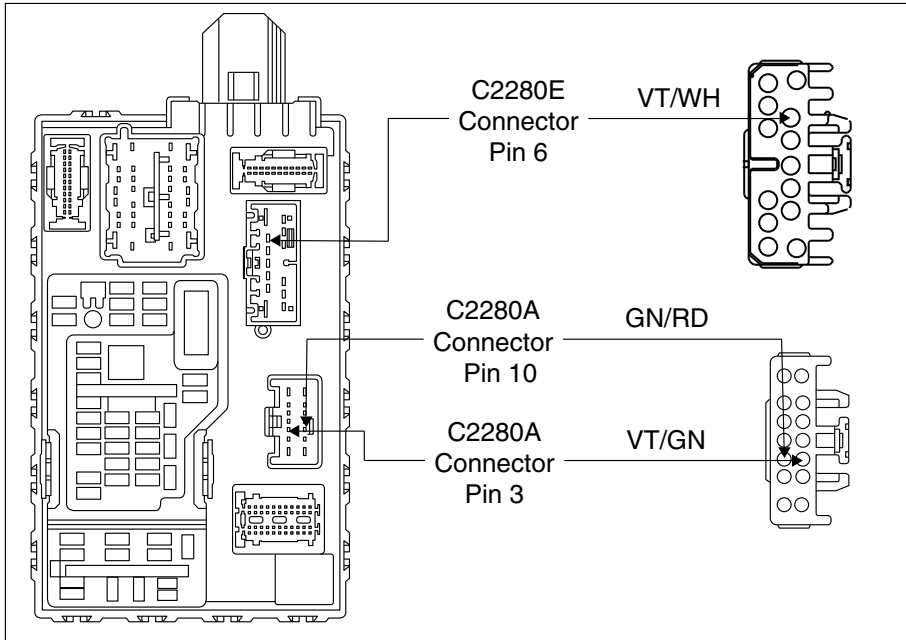 C2280E
Connector
Pin 6
VT/WH
C2280A
Connector
Pin 10
GN/RD
C2280A
Connector
Pin 3
VT/GN